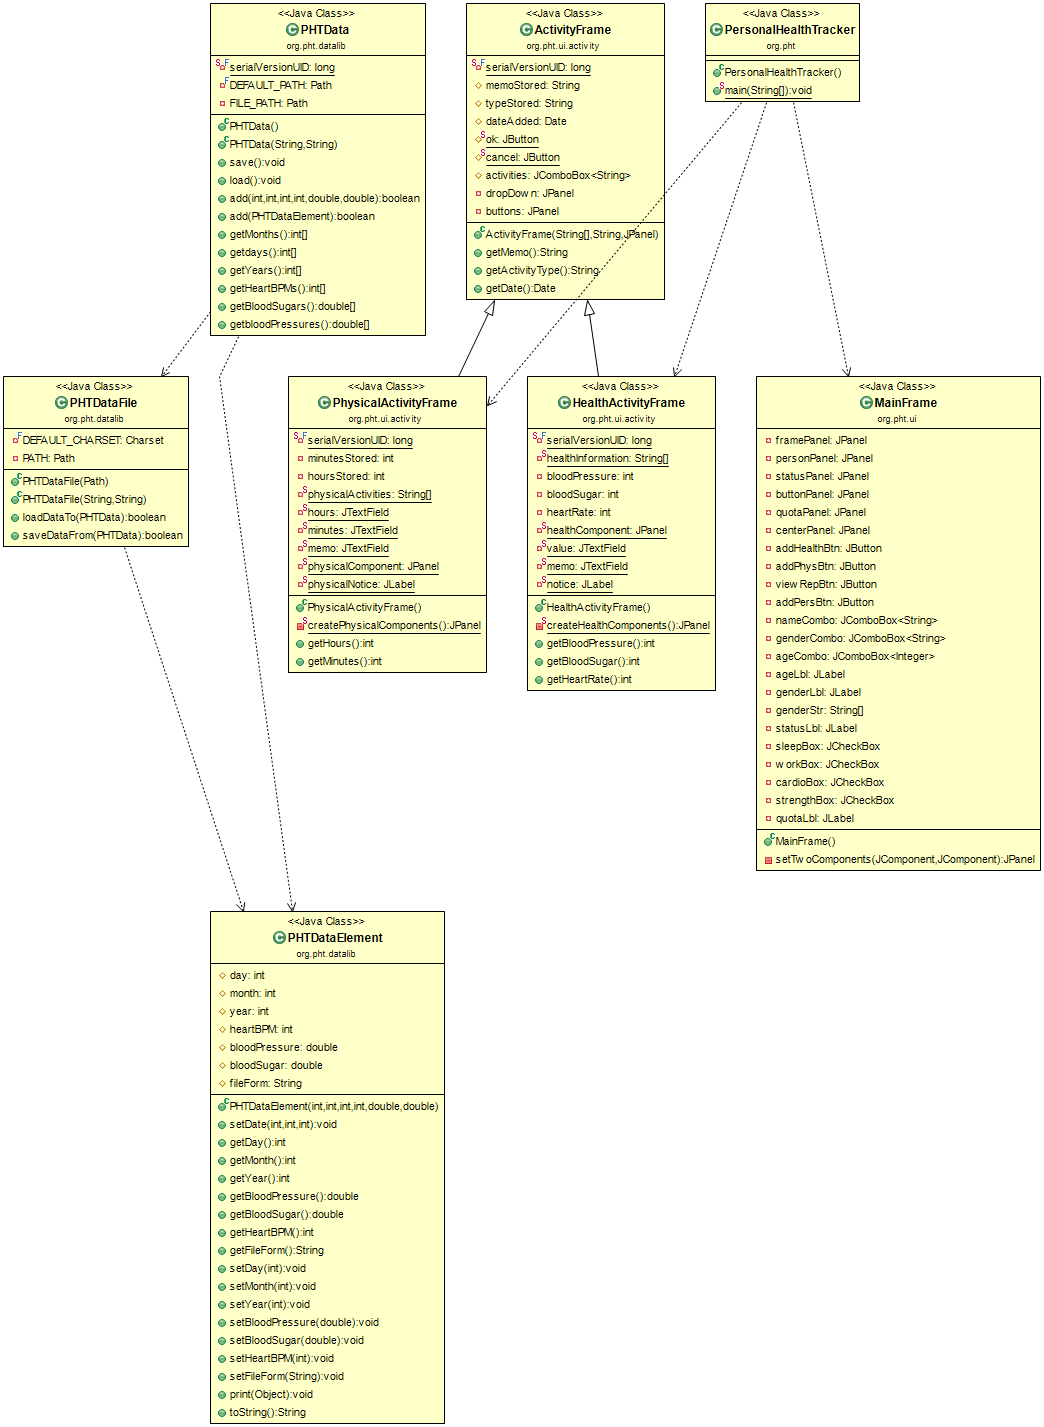 <<Java Class>>
PHTData
org.pht.datalib
serialVersionUID: long
DEFAULT_PATH: Path
FILE_PATH: Path
PHTData()
PHTData(String,String)
save():void
load():void
add(int,int,int,int,double,double):boolean
add(PHTDataElement):boolean
getMonths():int[]
getdays():int[]
getYears():int[]
getHeartBPMs():int[]
getBloodSugars():double[]
getbloodPressures():double[]
<<Java Class>>
ActivityFrame
org.pht.ui.activity
serialVersionUID: long
memoStored: String
typeStored: String
dateAdded: Date
ok: JButton
cancel: JButton
activities: JComboBox<String>
dropDown: JPanel
buttons: JPanel
ActivityFrame(String[],String,JPanel)
getMemo():String
getActivityType():String
getDate():Date
<<Java Class>>
PersonalHealthTracker
org.pht
PersonalHealthTracker()
main(String[]):void
<<Java Class>>
PHTDataFile
org.pht.datalib
DEFAULT_CHARSET: Charset
PATH: Path
PHTDataFile(Path)
PHTDataFile(String,String)
loadDataTo(PHTData):boolean
saveDataFrom(PHTData):boolean
<<Java Class>>
PhysicalActivityFrame
org.pht.ui.activity
serialVersionUID: long
minutesStored: int
hoursStored: int
physicalActivities: String[]
hours: JTextField
minutes: JTextField
memo: JTextField
physicalComponent: JPanel
physicalNotice: JLabel
PhysicalActivityFrame()
createPhysicalComponents():JPanel
getHours():int
getMinutes():int
<<Java Class>>
HealthActivityFrame
org.pht.ui.activity
serialVersionUID: long
healthInformation: String[]
bloodPressure: int
bloodSugar: int
heartRate: int
healthComponent: JPanel
value: JTextField
memo: JTextField
notice: JLabel
HealthActivityFrame()
createHealthComponents():JPanel
getBloodPressure():int
getBloodSugar():int
getHeartRate():int
<<Java Class>>
MainFrame
org.pht.ui
framePanel: JPanel
personPanel: JPanel
statusPanel: JPanel
buttonPanel: JPanel
quotaPanel: JPanel
centerPanel: JPanel
addHealthBtn: JButton
addPhysBtn: JButton
viewRepBtn: JButton
addPersBtn: JButton
nameCombo: JComboBox<String>
genderCombo: JComboBox<String>
ageCombo: JComboBox<Integer>
ageLbl: JLabel
genderLbl: JLabel
genderStr: String[]
statusLbl: JLabel
sleepBox: JCheckBox
workBox: JCheckBox
cardioBox: JCheckBox
strengthBox: JCheckBox
quotaLbl: JLabel
MainFrame()
setTwoComponents(JComponent,JComponent):JPanel
<<Java Class>>
PHTDataElement
org.pht.datalib
day: int
month: int
year: int
heartBPM: int
bloodPressure: double
bloodSugar: double
fileForm: String
PHTDataElement(int,int,int,int,double,double)
setDate(int,int,int):void
getDay():int
getMonth():int
getYear():int
getBloodPressure():double
getBloodSugar():double
getHeartBPM():int
getFileForm():String
setDay(int):void
setMonth(int):void
setYear(int):void
setBloodPressure(double):void
setBloodSugar(double):void
setHeartBPM(int):void
setFileForm(String):void
print(Object):void
toString():String